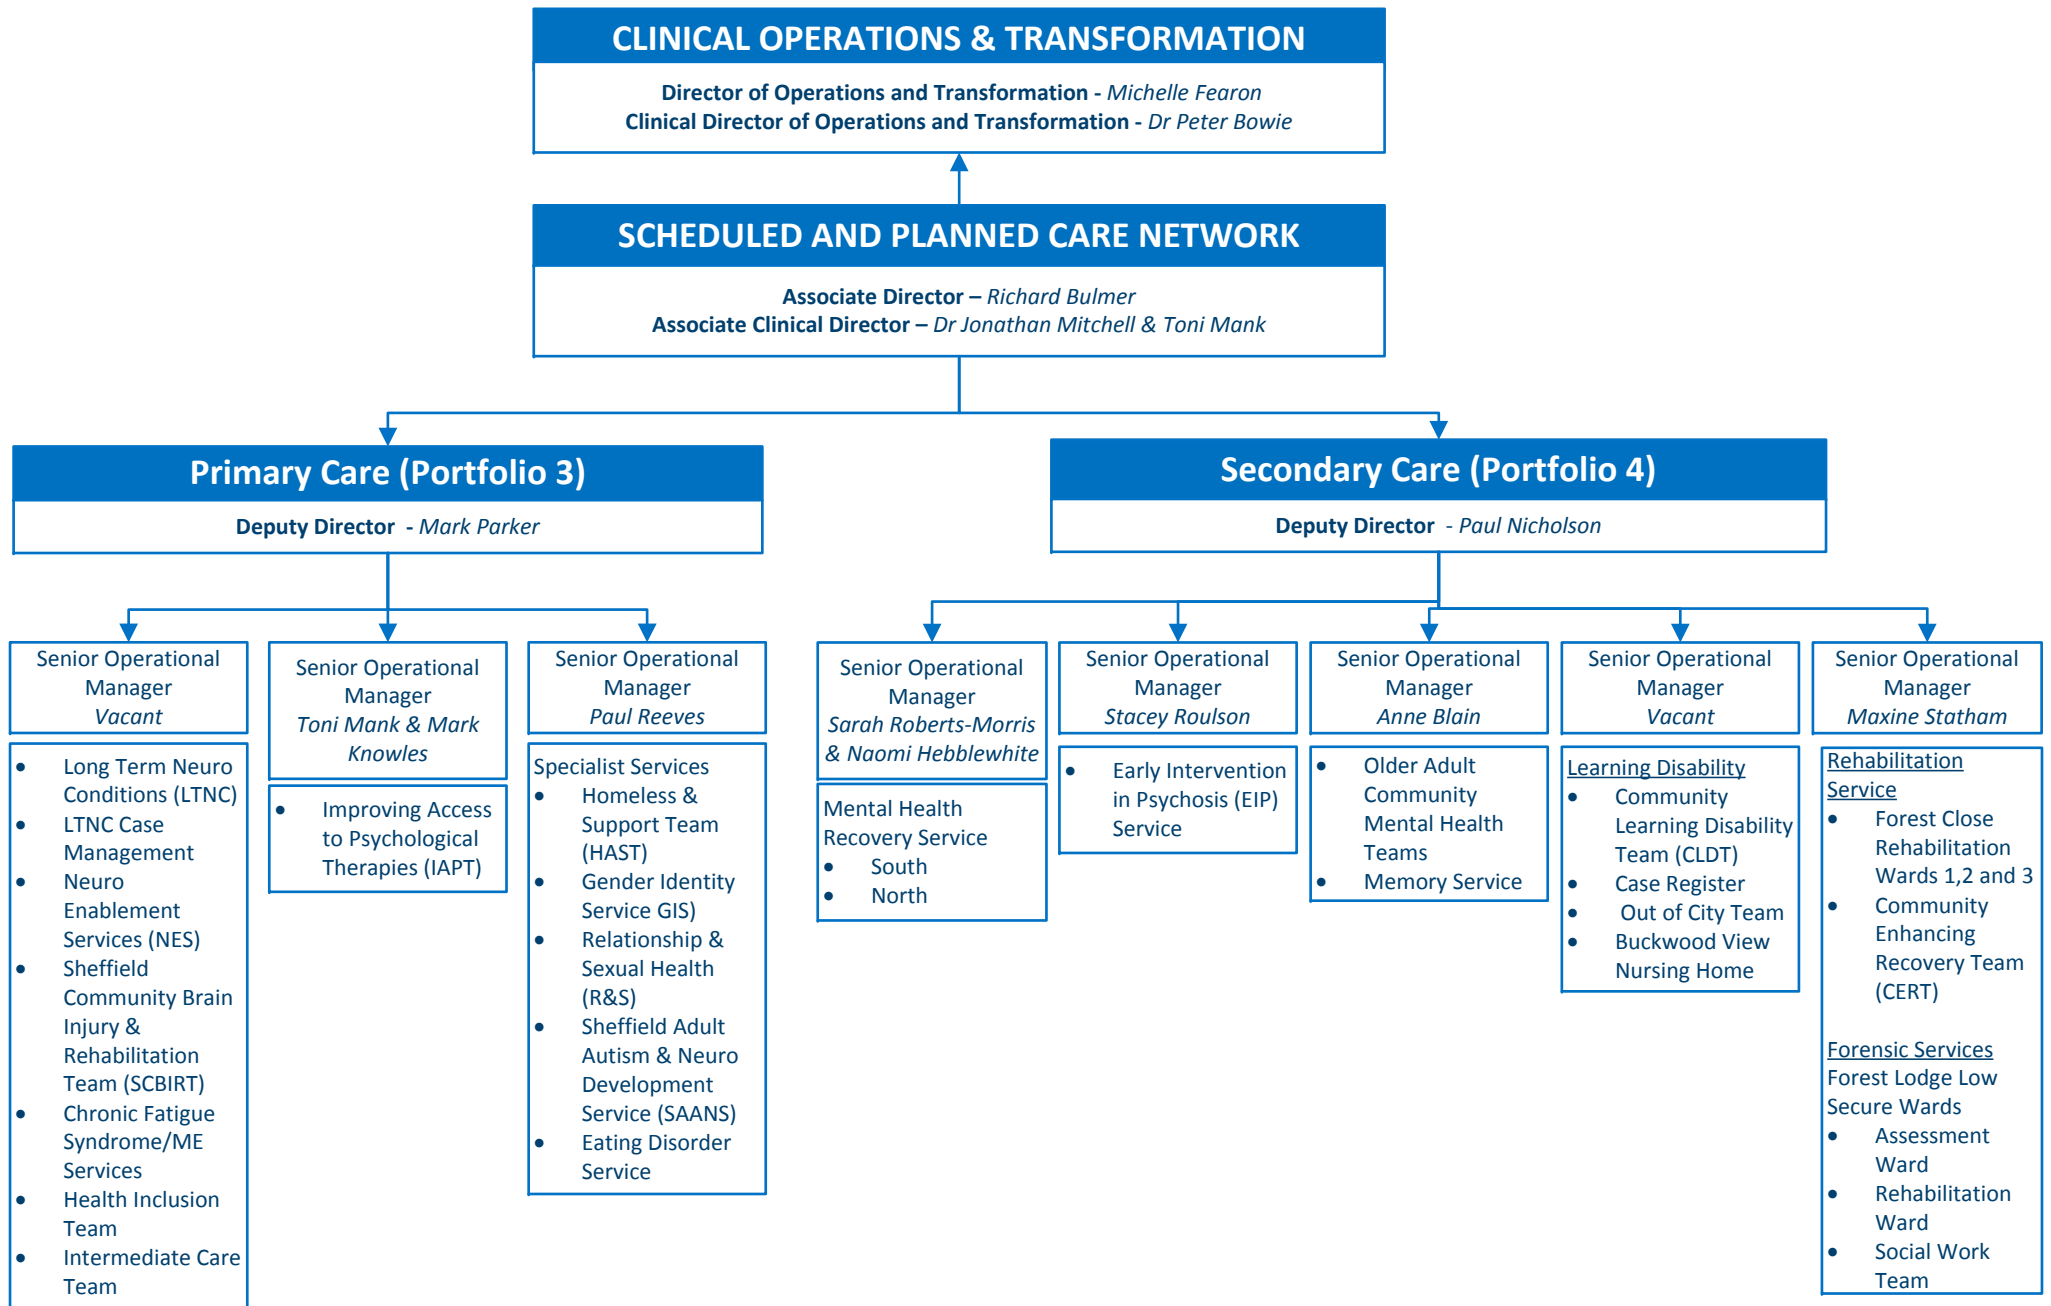 CLINICAL OPERATIONS & TRANSFORMATION
Director of Operations and Transformation - Michelle Fearon
Clinical Director of Operations and Transformation - Dr Peter Bowie
SCHEDULED AND PLANNED CARE NETWORK
Associate Director – Richard Bulmer
Associate Clinical Director – Dr Jonathan Mitchell & Toni Mank
Primary Care (Portfolio 3)
Deputy Director - Mark Parker
Secondary Care (Portfolio 4)
Deputy Director - Paul Nicholson
Senior Operational
Manager
Vacant
• Long Term Neuro
Conditions (LTNC)
• LTNC Case
Management
• Neuro
Enablement
Services (NES)
• Sheffield
Community Brain
Injury &
Rehabilitation
Team (SCBIRT)
• Chronic Fatigue
Syndrome/ME
Services
• Health Inclusion
Team
• Intermediate Care
Team
Senior Operational
Manager
Toni Mank & Mark
Knowles
• Improving Access
to Psychological
Therapies (IAPT)
Senior Operational
Manager
Paul Reeves
Specialist Services
• Homeless &
Support Team
(HAST)
• Gender Identity
Service GIS)
• Relationship &
Sexual Health
(R&S)
• Sheffield Adult
Autism & Neuro
Development
Service (SAANS)
• Eating Disorder
Service
Senior Operational
Manager
Sarah Roberts-Morris
& Naomi Hebblewhite
Mental Health
Recovery Service
• South
• North
Senior Operational
Manager
Stacey Roulson
• Early Intervention
in Psychosis (EIP)
Service
Senior Operational
Manager
Anne Blain
• Older Adult
Community
Mental Health
Teams
• Memory Service
Senior Operational
Manager
Vacant
Learning Disability
• Community
Learning Disability
Team (CLDT)
• Case Register
• Out of City Team
• Buckwood View
Nursing Home
Senior Operational
Manager
Maxine Statham
Rehabilitation
Service
• Forest Close
Rehabilitation
Wards 1,2 and 3
• Community
Enhancing
Recovery Team
(CERT)
Forensic Services
Forest Lodge Low
Secure Wards
• Assessment
Ward
• Rehabilitation
Ward
• Social Work
Team